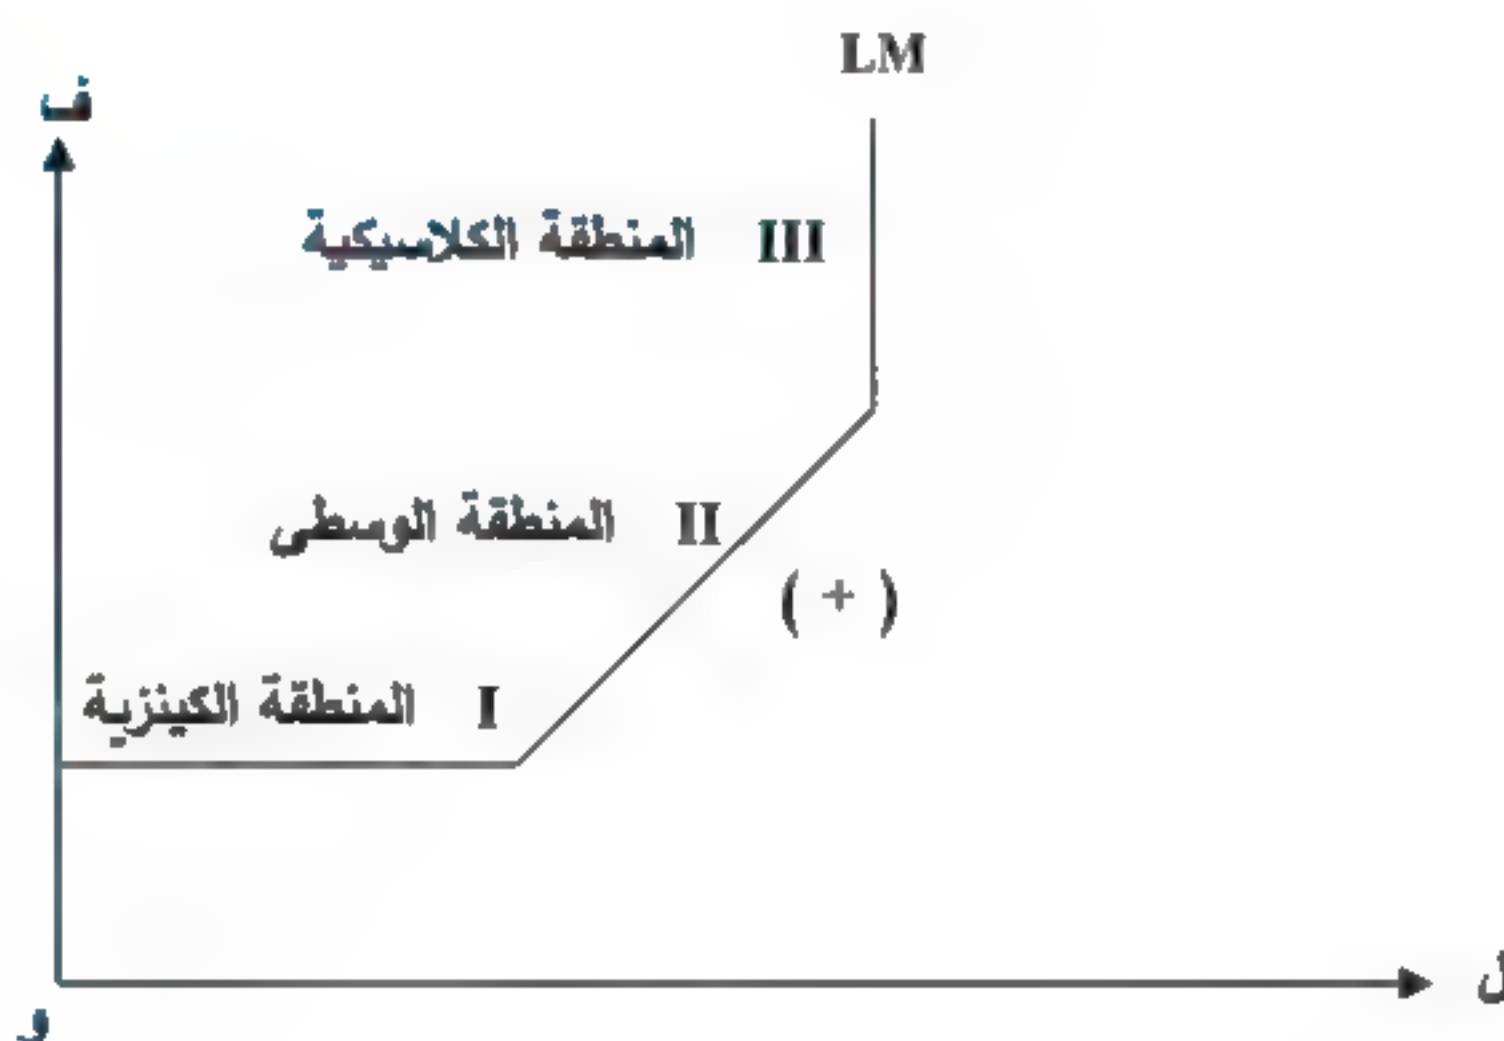 LM
ف
III المنطقة الكلاسيكية
II المنطقة الوسطى
( + )
I المنطقة الكينزية
ل
و